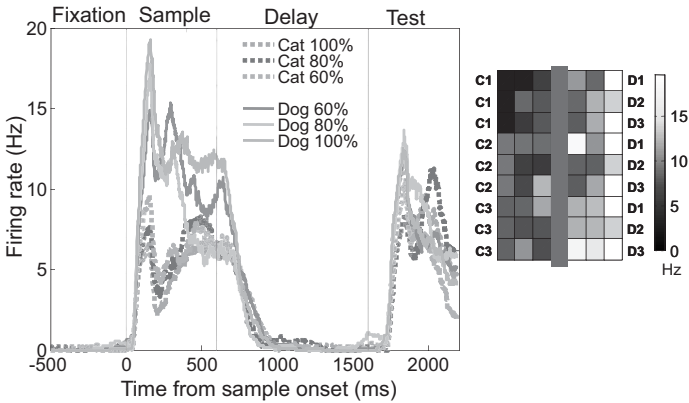 Fixation Sample Delay Test
20
15
10
5
0
Firing rate (Hz)
Cat 100%
Cat 80%
Cat 60%
Dog 60%
Dog 80%
Dog 100%
-500 0 500 1000 1500 2000
Time from sample onset (ms)
C1 D1
C1 D2
C1 D3
C2 D1
C2 D2
C2 D3
C3 D1
C3 D2
C3 D3
15
10
5
0
Hz